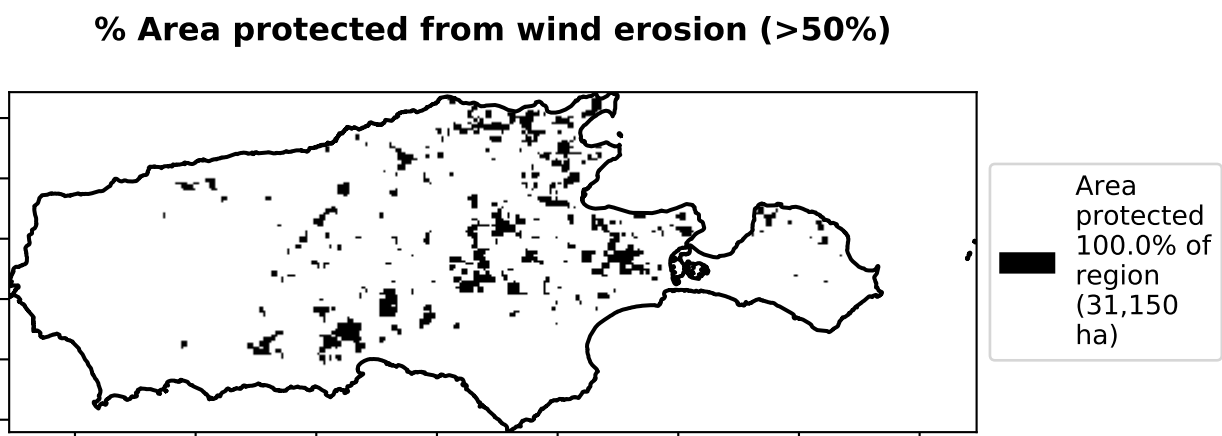 % Area protected from wind erosion (>50%)
Area
protected
100.0% of
region
(31,150
ha)